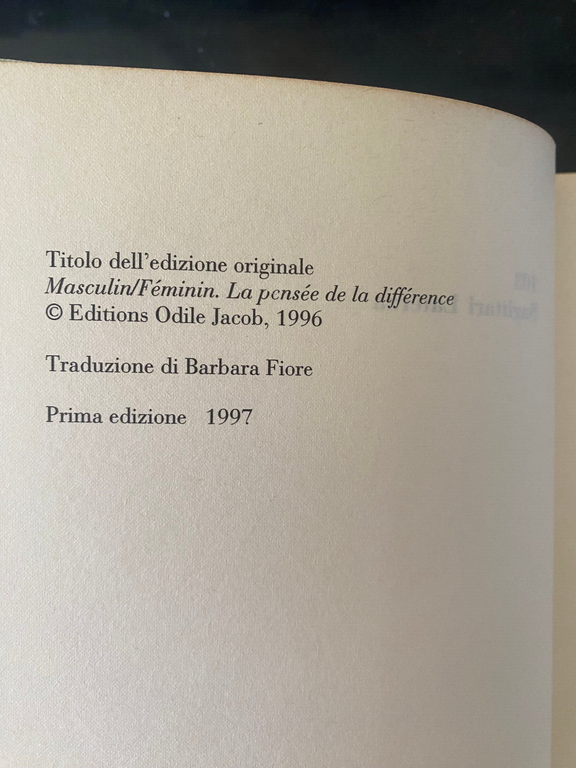 Titolo dell'edizione originale
Masculin/Féminin. La pensée de la différence
© Editions Odile Jacob, 1996
Traduzione di Barbara Fiore
Prima edizione 1997